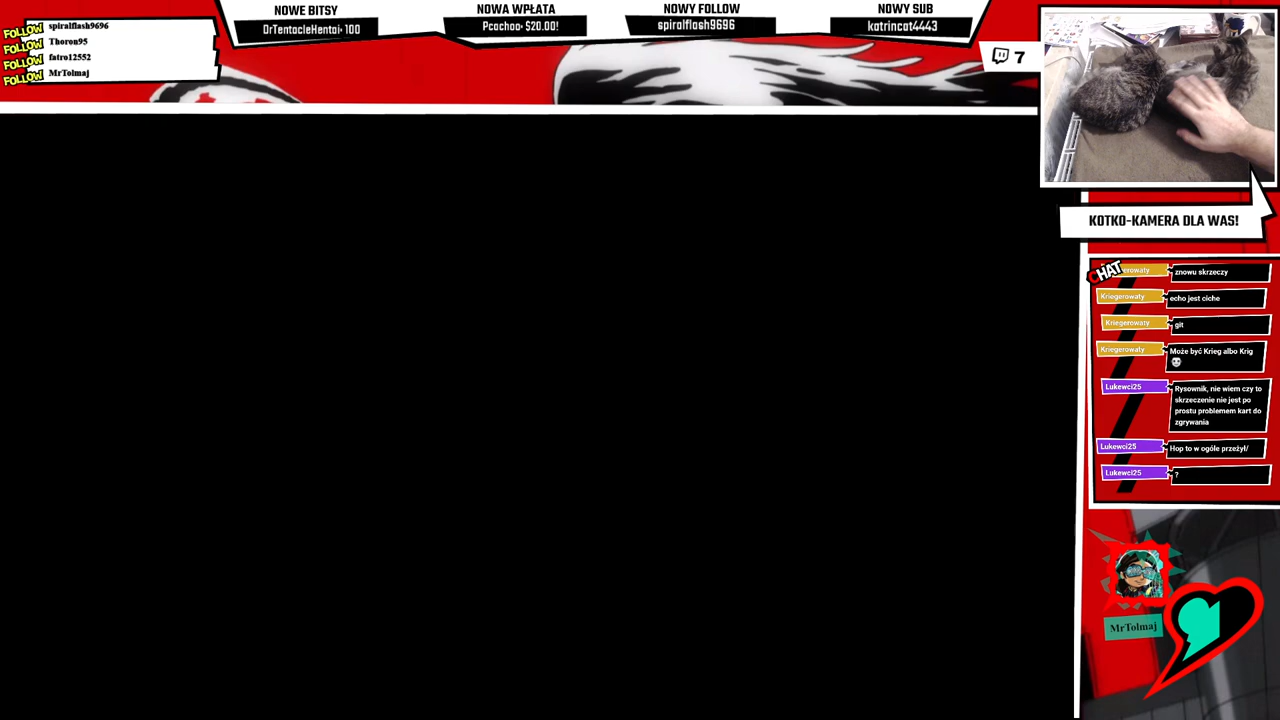 FOLLOW spiralflash9696
FOLLOW Thoron95
FOLLOW fatro12552
FOLLOW MrTolmaj
NOWE BITSY
DrTentacleHentai: 100
NOWA WPŁATA
Pcochoo: $20.00!
NOWY FOLLOW
spiralflash9696
NOWY SUB
katrincat4443
7
KOTKO-KAMERA DLA WAS!
CHAT
znowu skrzeczy
Kriegerowaty echo jest ciche
Kriegerowaty git
Kriegerowaty Może być Krieg albo Krig
Lukewci25 Rysownik, nie wiem czy to
skrzeczenie nie jest po
prostu problemem kart do
zgrywania
Lukewci25 Hop to w ogóle przeżył/
Lukewci25 ?
MrTolmaj